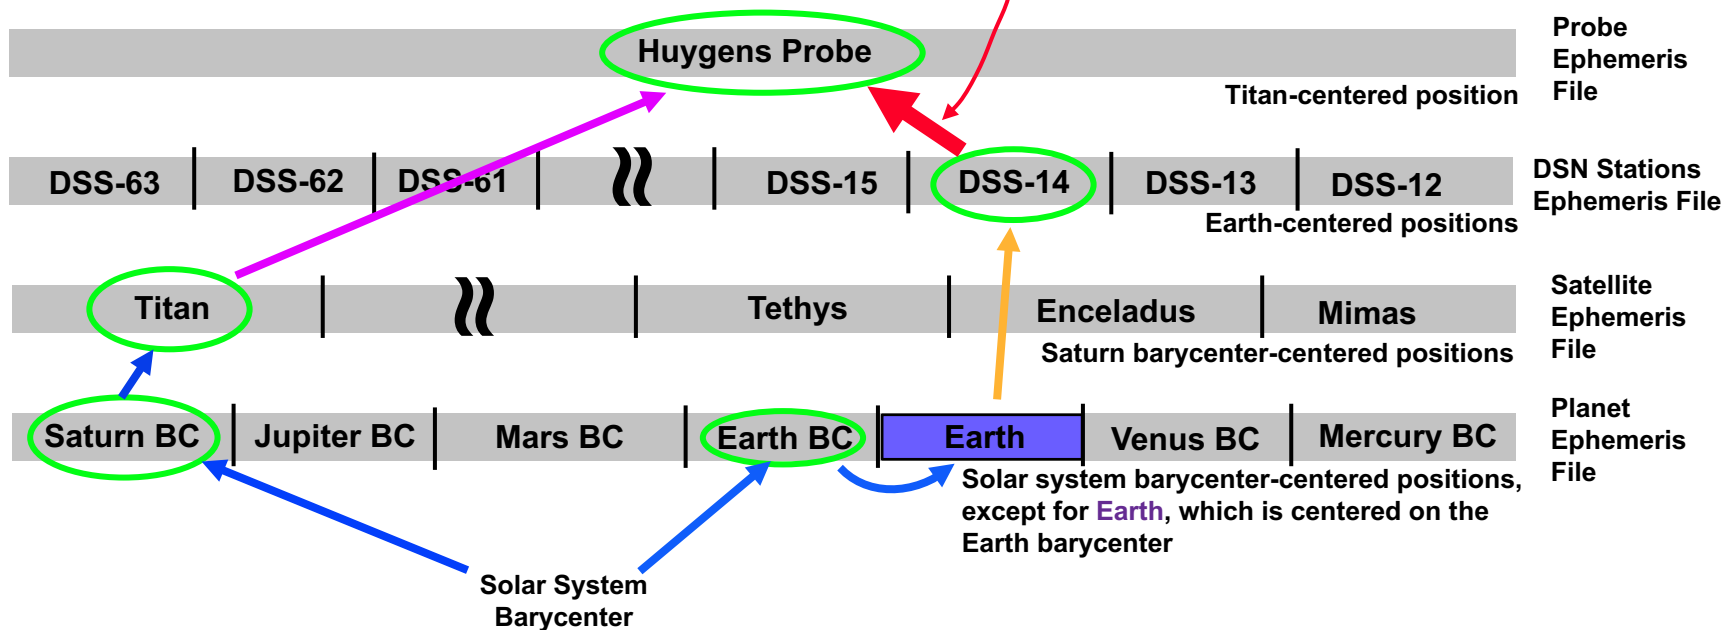 Huygens Probe
Probe
Ephemeris
File
Titan-centered position
DSS-63 DSS-62 DSS-61 DSS-15 DSS-14 DSS-13 DSS-12
DSN Stations
Ephemeris File
Earth-centered positions
Titan Tethys Enceladus Mimas
Satellite
Ephemeris
File
Saturn barycenter-centered positions
Saturn BC Jupiter BC Mars BC Earth BC Earth Venus BC Mercury BC
Planet
Ephemeris
File
Solar system barycenter-centered positions,
except for Earth, which is centered on the
Earth barycenter
Solar System
Barycenter